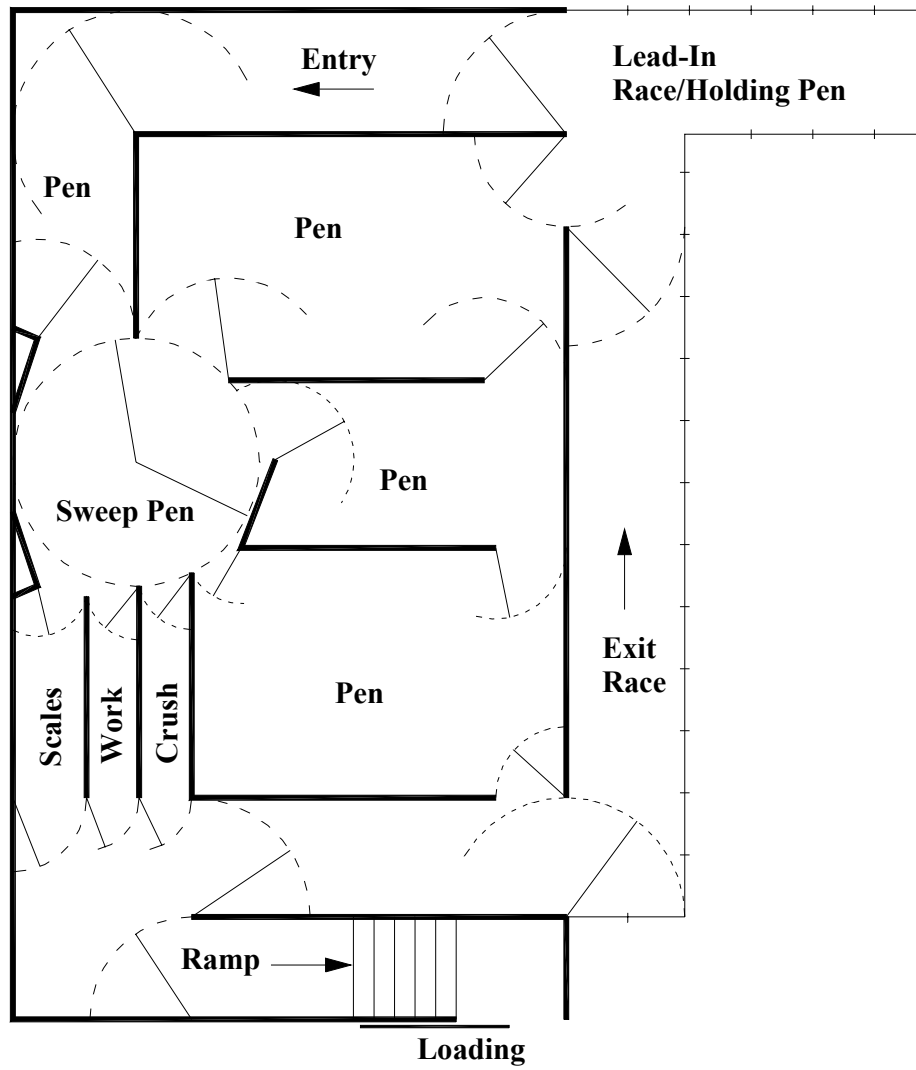 Entry
Lead-In
Race/Holding Pen
Pen
Pen
Pen
Sweep Pen
Exit
Race
Pen
Scales
Work
Crush
Ramp
Loading